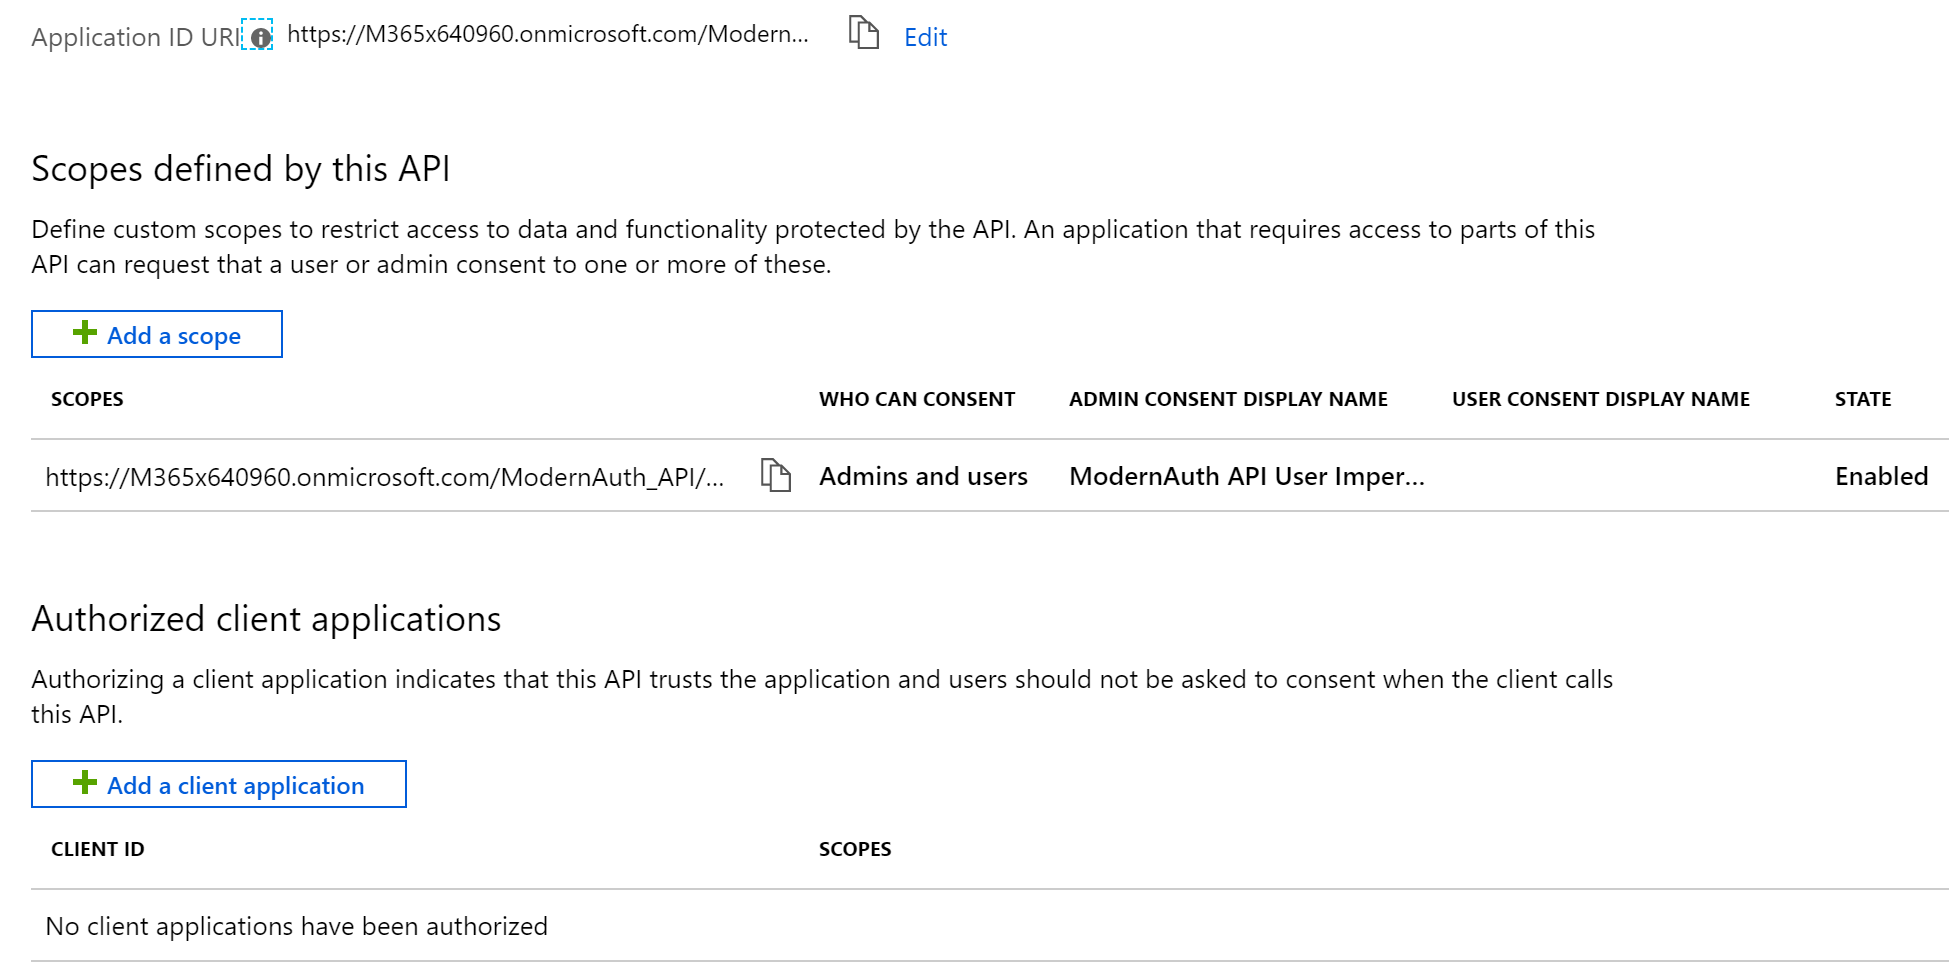 Application ID URI https://M365x640960.onmicrosoft.com/Modern... Edit
Scopes defined by this API
Define custom scopes to restrict access to data and functionality protected by the API. An application that requires access to parts of this
API can request that a user or admin consent to one or more of these.
Add a scope
SCOPES WHO CAN CONSENT ADMIN CONSENT DISPLAY NAME USER CONSENT DISPLAY NAME STATE
https://M365x640960.onmicrosoft.com/ModernAuth_API/... Admins and users ModernAuth API User Imper... Enabled
Authorized client applications
Authorizing a client application indicates that this API trusts the application and users should not be asked to consent when the client calls
this API.
Add a client application
CLIENT ID SCOPES
No client applications have been authorized